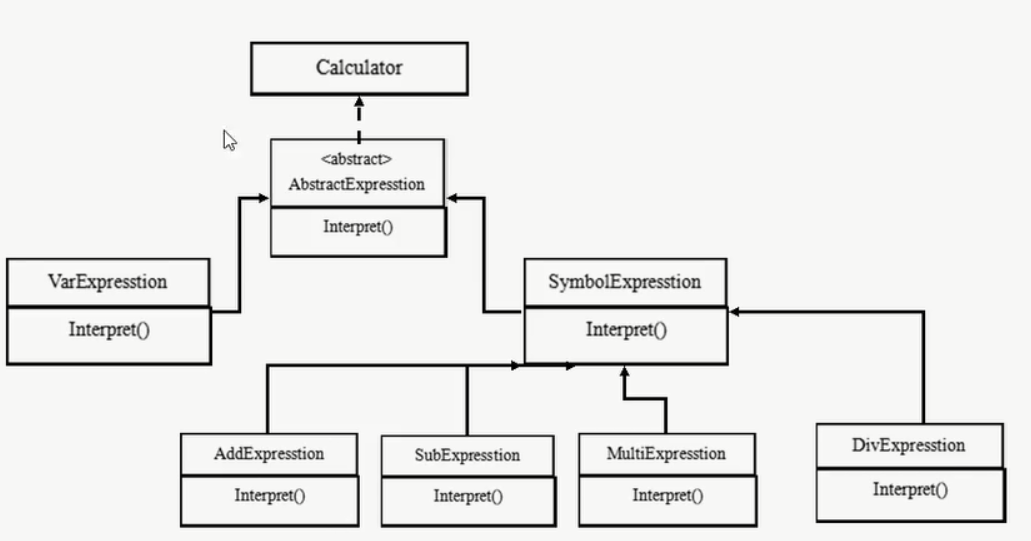 Calculator
<abstract>
AbstractExpresstion
Interpret()
VarExpresstion
Interpret()
SymbolExpresstion
Interpret()
AddExpresstion
Interpret()
SubExpresstion
Interpret()
MultiExpresstion
Interpret()
DivExpresstion
Interpret()